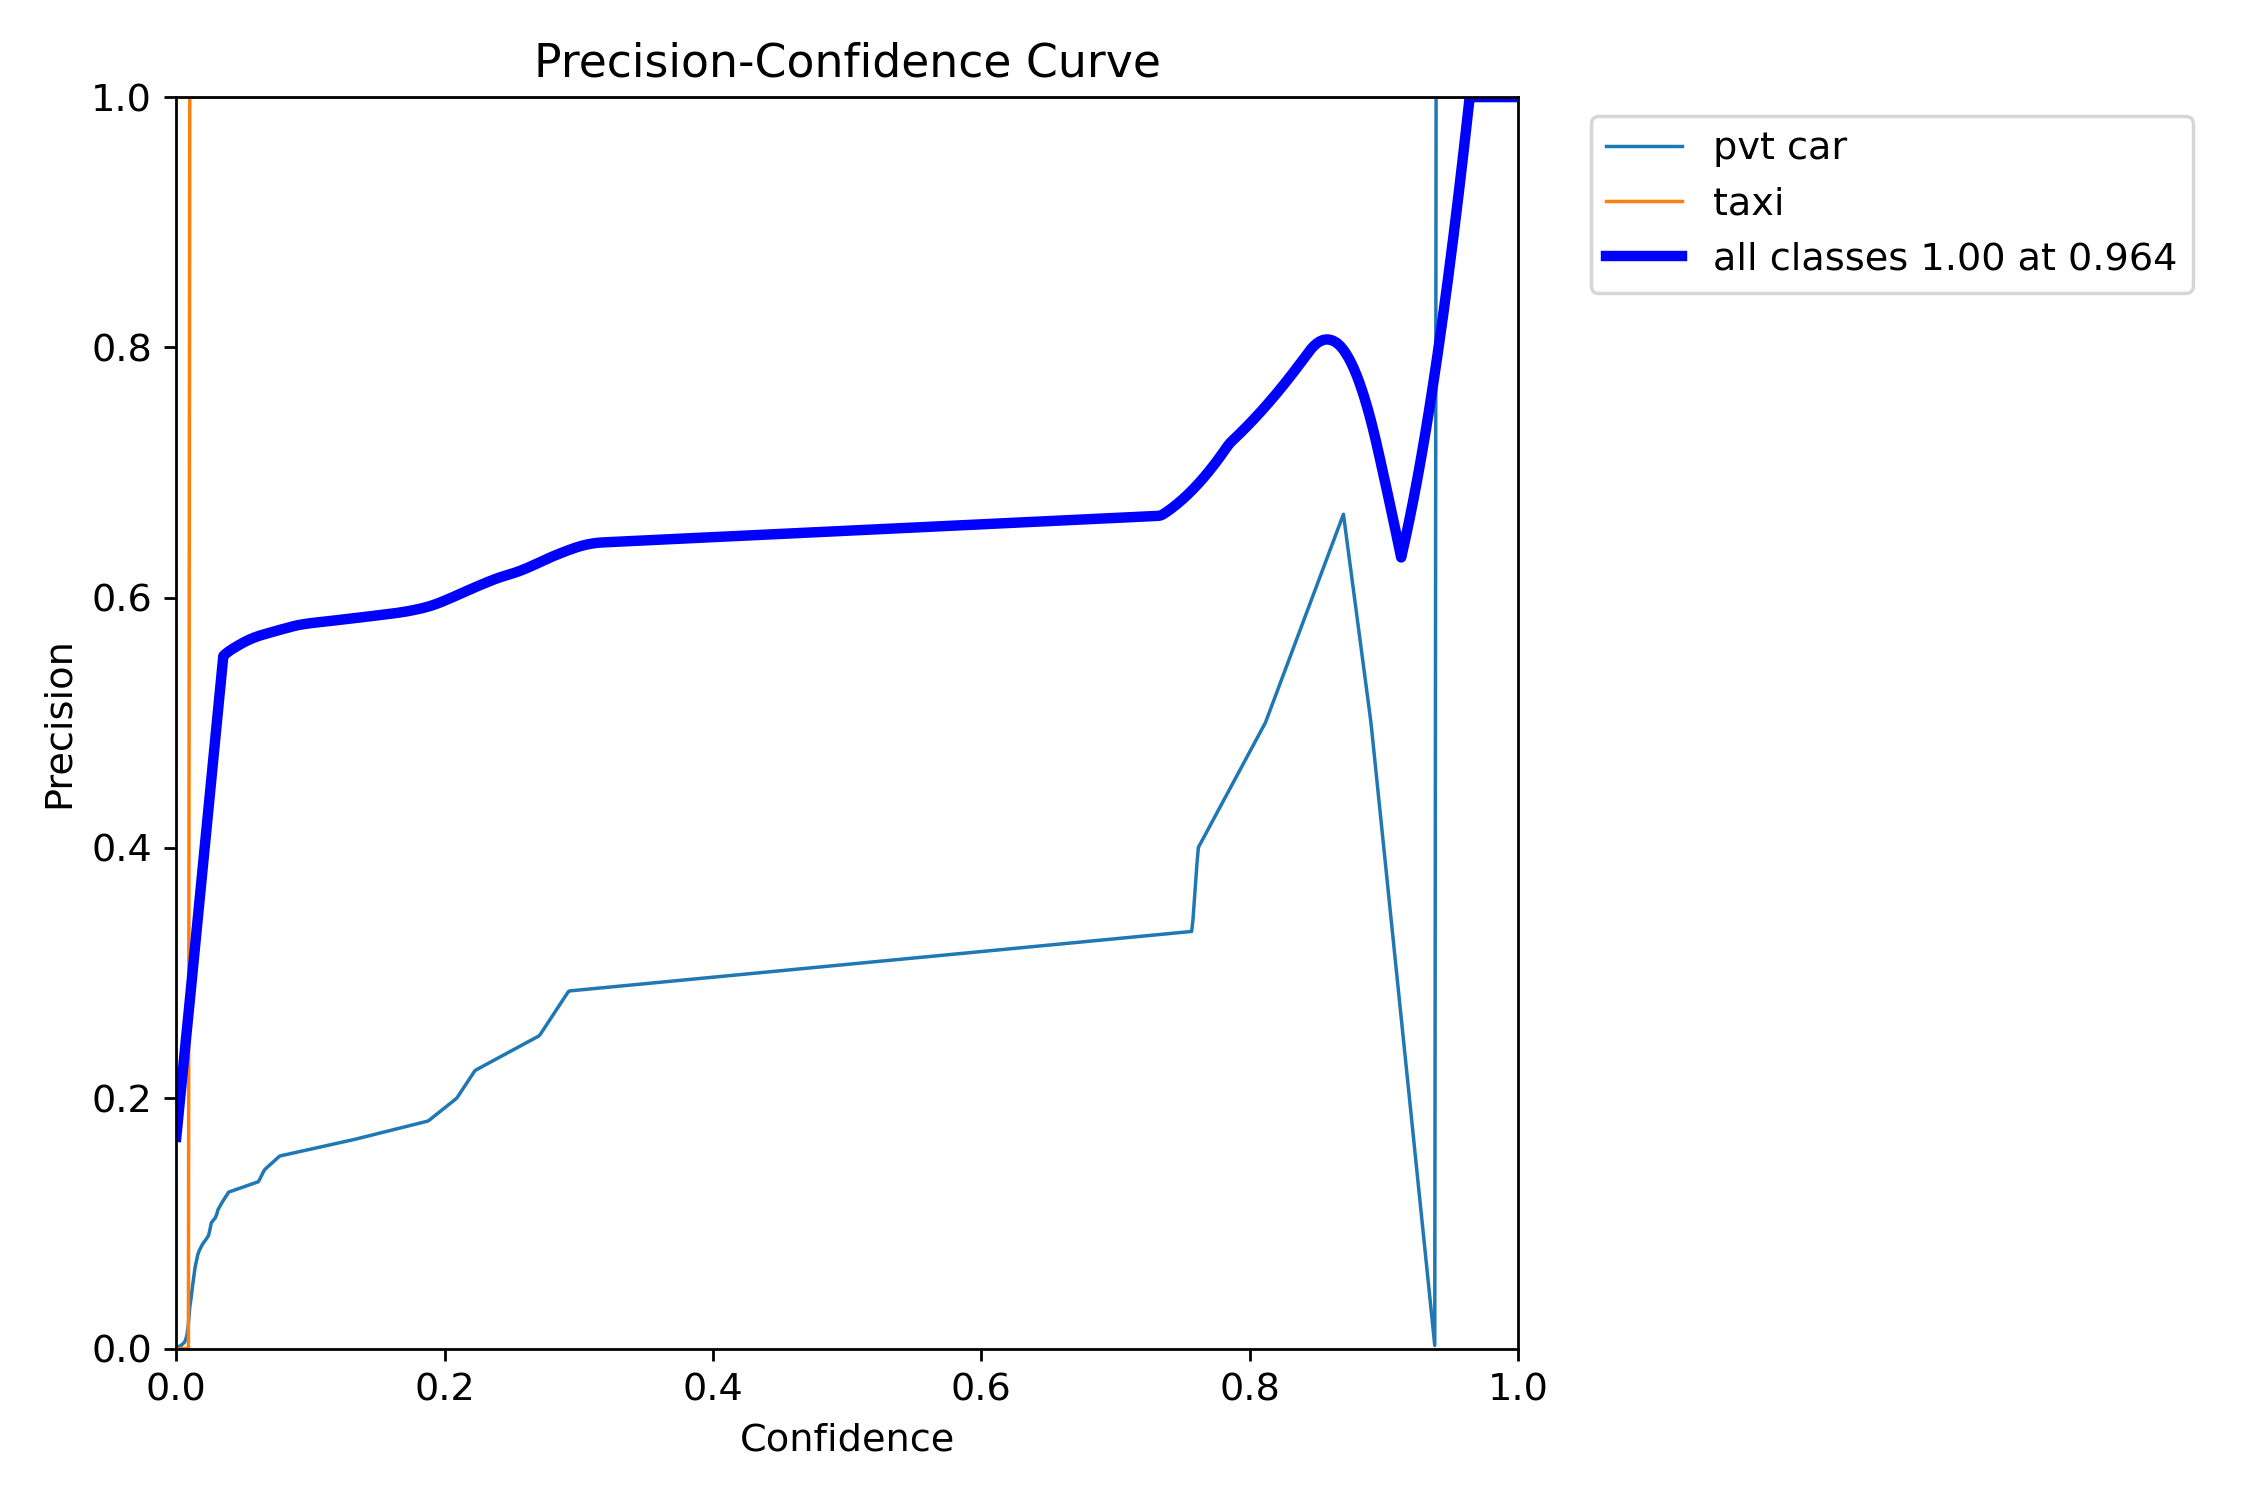 Precision-Confidence Curve
1.0
0.8
0.6
0.4
0.2
0.0
Precision
0.0 0.2 0.4 0.6 0.8 1.0
Confidence
pvt car
taxi
all classes 1.00 at 0.964